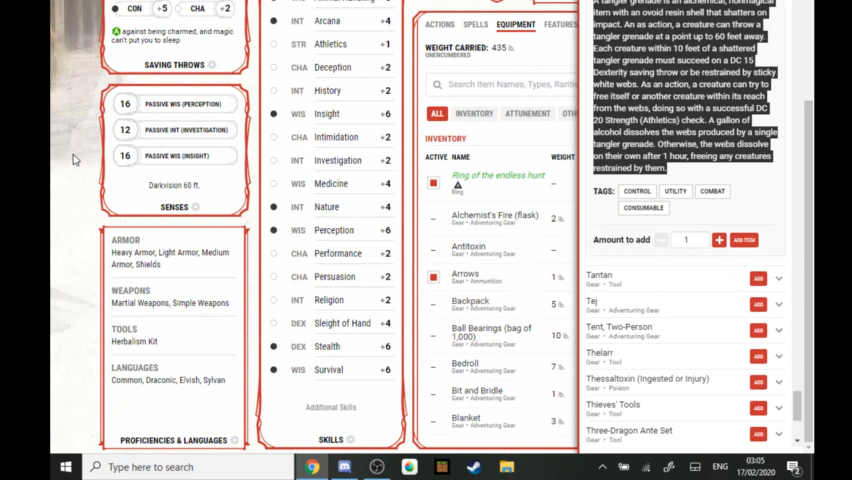 CON +5 CHA +2
A against being charmed, and magic
can't put you to sleep
SAVING THROWS
16 PASSIVE WIS (PERCEPTION)
12 PASSIVE INT (INVESTIGATION)
16 PASSIVE WIS (INSIGHT)
Darkvision 60 ft.
SENSES
ARMOR
Heavy Armor, Light Armor, Medium
Armor, Shields
WEAPONS
Martial Weapons, Simple Weapons
TOOLS
Herbalism Kit
LANGUAGES
Common, Draconic, Elvish, Sylvan
PROFICIENCIES & LANGUAGES
INT Arcana +4
STR Athletics +1
CHA Deception +2
INT History +2
WIS Insight +6
CHA Intimidation +2
INT Investigation +2
WIS Medicine +4
INT Nature +4
WIS Perception +6
CHA Performance +2
CHA Persuasion +2
INT Religion +2
DEX Sleight of Hand +4
DEX Stealth +6
WIS Survival +6
Additional Skills
SKILLS
ACTIONS SPELLS EQUIPMENT FEATURES
WEIGHT CARRIED: 435 lb.
UNENCUMBERED
Search Item Names, Types, Rarities
ALL INVENTORY ATTUNEMENT
INVENTORY
ACTIVE NAME WEIGHT
Ring of the endless hunt –
Ring
– Alchemist's Fire (flask) 2 lb.
Gear • Adventuring Gear
– Antitoxin –
Gear • Adventuring Gear
Arrows 1 lb.
Gear • Ammunition
– Backpack 5 lb.
Gear • Adventuring Gear
– Ball Bearings (bag of 10 lb.
1,000)
Gear • Adventuring Gear
– Bedroll 7 lb.
Gear • Adventuring Gear
– Bit and Bridle 1 lb.
Gear • Adventuring Gear
– Blanket 3 lb.
Gear • Adventuring Gear
A tangler grenade is an alchemical, nonmagical
item with an ovoid resin shell that shatters on
impact. As an action, a creature can throw a
tangler grenade at a point up to 60 feet away.
Each creature within 10 feet of a shattered
tangler grenade must succeed on a DC 15
Dexterity saving throw or be restrained by sticky
white webs. As an action, a creature can try to
free itself or another creature within its reach
from the webs, doing so with a successful DC
20 Strength (Athletics) check. A gallon of
alcohol dissolves the webs produced by a single
tangler grenade. Otherwise, the webs dissolve
on their own after 1 hour, freeing any creatures
restrained by them.
TAGS: CONTROL UTILITY COMBAT
CONSUMABLE
Amount to add – 1 + ADD ITEM
Tantan ADD
Gear • Tool
Tej ADD
Gear • Adventuring Gear
Tent, Two-Person ADD
Gear • Adventuring Gear
Thelarr ADD
Gear • Tool
Thessaltoxin (Ingested or Injury) ADD
Gear • Poison
Thieves' Tools ADD
Gear • Tool
Three-Dragon Ante Set ADD
Gear • Tool
Type here to search
ENG
03:05
17/02/2020
2